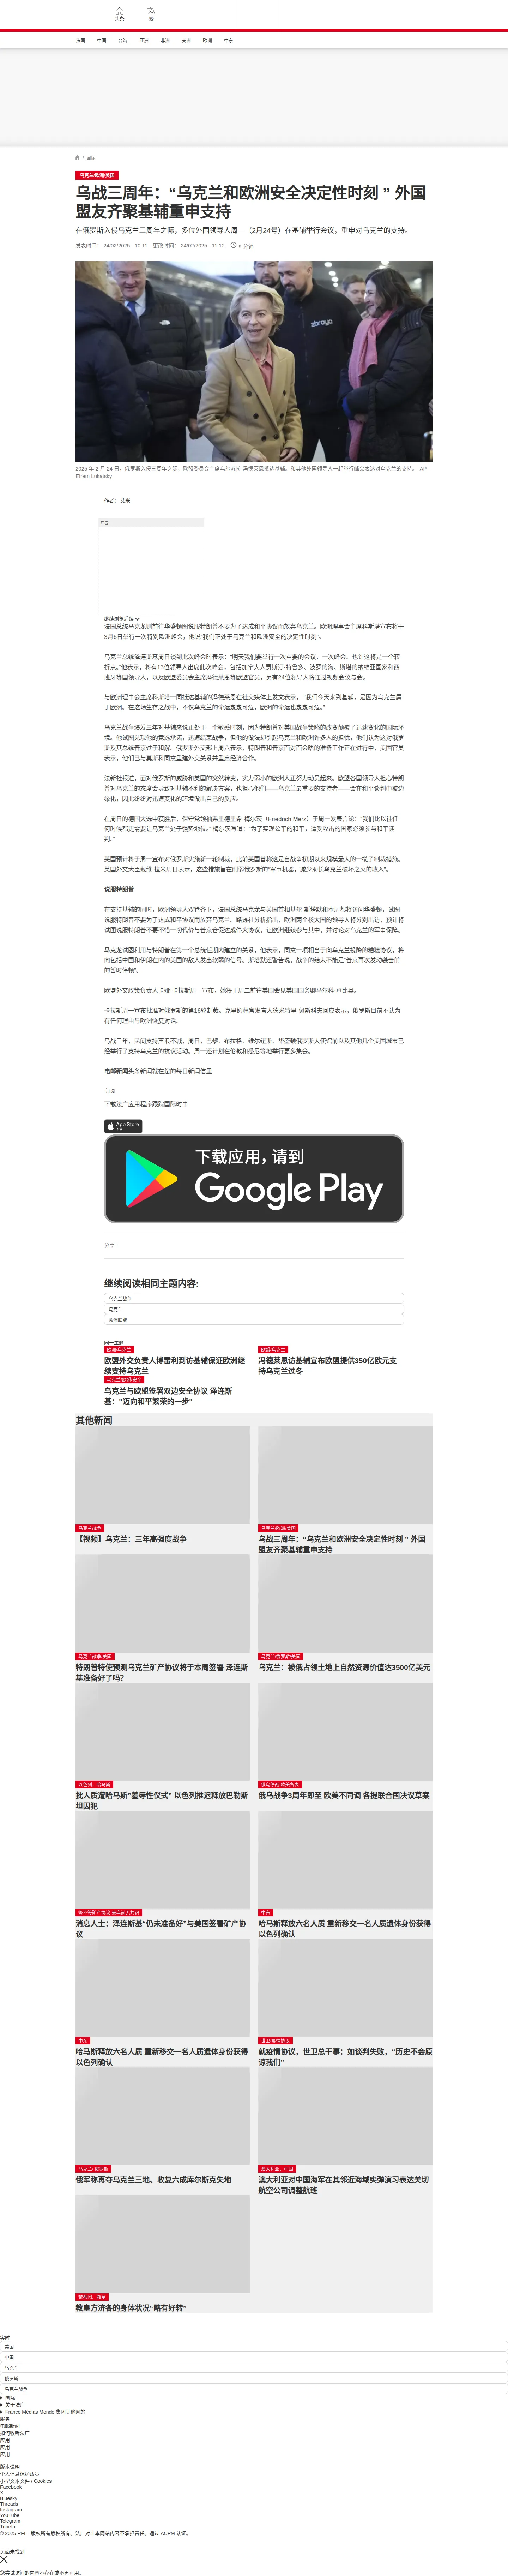 头条
繁
法国
中国
台海
亚洲
非洲
美洲
欧洲
中东
/ 国际
乌克兰/欧洲/美国
乌战三周年：“乌克兰和欧洲安全决定性时刻 ” 外国
盟友齐聚基辅重申支持
在俄罗斯入侵乌克兰三周年之际，多位外国领导人周一（2月24号）在基辅举行会议，重申对乌克兰的支持。
发表时间： 24/02/2025 - 10:11 更改时间： 24/02/2025 - 11:12 9 分钟
zbroya
2025 年 2 月 24 日，俄罗斯入侵三周年之际，欧盟委员会主席乌尔苏拉·冯德莱恩抵达基辅，和其他外国领导人一起举行峰会表达对乌克兰的支持。 AP -
Efrem Lukatsky
作者： 艾米
广告
继续浏览后续
法国总统马克龙则前往华盛顿图说服特朗普不要为了达成和平协议而放弃乌克兰。欧洲理事会主席科斯塔宣布将于
3月6日举行一次特别欧洲峰会，他说“我们正处于乌克兰和欧洲安全的决定性时刻”。
乌克兰总统泽连斯基周日谈到此次峰会时表示：“明天我们要举行一次重要的会议，一次峰会。也许这将是一个转
折点。”他表示，将有13位领导人出席此次峰会，包括加拿大人贾斯汀·特鲁多、波罗的海、斯堪的纳维亚国家和西
班牙等国领导人，以及欧盟委员会主席冯德莱恩等欧盟官员，另有24位领导人将通过视频会议与会。
与欧洲理事会主席科斯塔一同抵达基辅的冯德莱恩在社交媒体上发文表示， “我们今天来到基辅，是因为乌克兰属
于欧洲。在这场生存之战中，不仅乌克兰的命运岌岌可危，欧洲的命运也岌岌可危。”
乌克兰战争爆发三年对基辅来说正处于一个敏感时刻，因为特朗普对美国战争策略的改变颠覆了迅速变化的国际环
境。他试图兑现他的竞选承诺，迅速结束战争，但他的做法却引起乌克兰和欧洲许多人的担忧，他们认为这对俄罗
斯及其总统普京过于和解。俄罗斯外交部上周六表示，特朗普和普京面对面会晤的准备工作正在进行中，美国官员
表示，他们已与莫斯科同意重建外交关系并重启经济合作。
法新社报道，面对俄罗斯的威胁和美国的突然转变，实力弱小的欧洲人正努力动员起来。欧盟各国领导人担心特朗
普对乌克兰的态度会导致对基辅不利的解决方案，也担心他们——乌克兰最重要的支持者——会在和平谈判中被边
缘化，因此纷纷对迅速变化的环境做出自己的反应。
在周日的德国大选中获胜后，保守党领袖弗里德里希·梅尔茨（Friedrich Merz）于周一发表言论：“我们比以往任
何时候都更需要让乌克兰处于强势地位。” 梅尔茨写道：“为了实现公平的和平，遭受攻击的国家必须参与和平谈
判。”
英国预计将于周一宣布对俄罗斯实施新一轮制裁，此前英国曾称这是自战争初期以来规模最大的一揽子制裁措施。
英国外交大臣戴维·拉米周日表示，这些措施旨在削弱俄罗斯的“军事机器，减少助长乌克兰破坏之火的收入”。
说服特朗普
在支持基辅的同时，欧洲领导人双管齐下，法国总统马克龙与英国首相基尔·斯塔默和本周都将访问华盛顿，试图
说服特朗普不要为了达成和平协议而放弃乌克兰。路透社分析指出，欧洲两个核大国的领导人将分别出访，预计将
试图说服特朗普不要不惜一切代价与普京仓促达成停火协议，让欧洲继续参与其中，并讨论对乌克兰的军事保障。
马克龙试图利用与特朗普在第一个总统任期内建立的关系，他表示，同意一项相当于向乌克兰投降的糟糕协议，将
向包括中国和伊朗在内的美国的敌人发出软弱的信号。斯塔默还警告说，战争的结束不能是“普京再次发动袭击前
的暂时停顿”。
欧盟外交政策负责人卡娅·卡拉斯周一宣布，她将于周二前往美国会见美国国务卿马尔科·卢比奥。
卡拉斯周一宣布批准对俄罗斯的第16轮制裁。克里姆林宫发言人德米特里·佩斯科夫回应表示，俄罗斯目前不认为
有任何理由与欧洲恢复对话。
乌战三年，民间支持声浪不减，周日，巴黎、布拉格、维尔纽斯、华盛顿俄罗斯大使馆前以及其他几个美国城市已
经举行了支持乌克兰的抗议活动。周一还计划在伦敦和悉尼等地举行更多集会。
电邮新闻头条新闻就在您的每日新闻信里
订阅
下载法广应用程序跟踪国际时事
App Store
下载
下载应用，请到
Google Play
分享 :
继续阅读相同主题内容:
乌克兰战争
乌克兰
欧洲联盟
同一主题
欧洲/乌克兰
欧盟外交负责人博雷利到访基辅保证欧洲继
续支持乌克兰
欧盟/乌克兰
冯德莱恩访基辅宣布欧盟提供350亿欧元支
持乌克兰过冬
乌克兰/欧盟/安全
乌克兰与欧盟签署双边安全协议 泽连斯
基：“迈向和平繁荣的一步”
其他新闻
乌克兰战争
【视频】乌克兰：三年高强度战争
乌克兰/欧洲/美国
乌战三周年：“乌克兰和欧洲安全决定性时刻 ” 外国
盟友齐聚基辅重申支持
乌克兰战争/美国
特朗普特使预测乌克兰矿产协议将于本周签署 泽连斯
基准备好了吗？
乌克兰/俄罗斯/美国
乌克兰：被俄占领土地上自然资源价值达3500亿美元
以色列、哈马斯
批人质遭哈马斯"羞辱性仪式" 以色列推迟释放巴勒斯
坦囚犯
俄乌战争3周年即至 欧美不同调 各提联合国决议草案
消息人士：泽连斯基"仍未准备好"与美国签署矿产协
议
中东
哈马斯释放六名人质 重新移交一名人质遗体身份获得
以色列确认
中东
哈马斯释放六名人质 重新移交一名人质遗体身份获得
以色列确认
世卫/疫情协议
就疫情协议，世卫总干事：如谈判失败，“历史不会原
谅我们”
乌克兰/ 俄罗斯
俄军称再夺乌克兰三地、收复六成库尔斯克失地
澳大利亚，中国
澳大利亚对中国海军在其邻近海域实弹演习表达关切
航空公司调整航班
梵蒂冈、教皇
教皇方济各的身体状况“略有好转”
实时
美国
中国
乌克兰
俄罗斯
乌克兰战争
国际
关于法广
France Médias Monde 集团其他网站
服务
电邮新闻
如何收听法广
应用
应用
应用
版本说明
个人信息保护政策
小型文本文件 / Cookies
Facebook
X
Bluesky
Threads
Instagram
YouTube
Telegram
TuneIn
© 2025 RFI – 版权所有版权所有。法广对非本网站内容不承担责任。通过 ACPM 认证。
页面未找到
您尝试访问的内容不存在或不再可用。